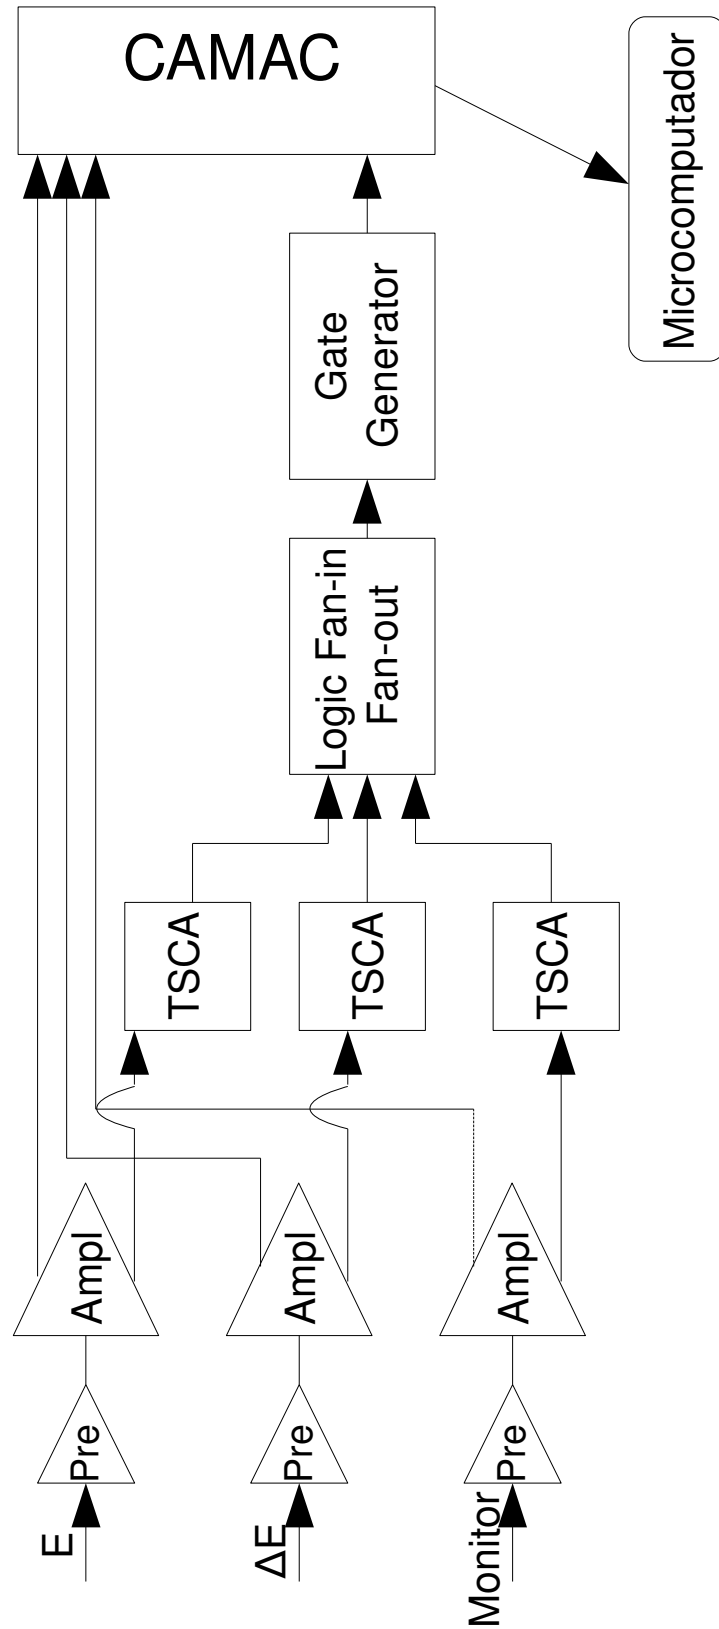 CAMAC
Microcomputador
Gate
Generator
Logic Fan-in
Fan-out
TSCA
TSCA
TSCA
Ampl
Ampl
Ampl
Pre
Pre
Pre
E
ΔE
Monitor